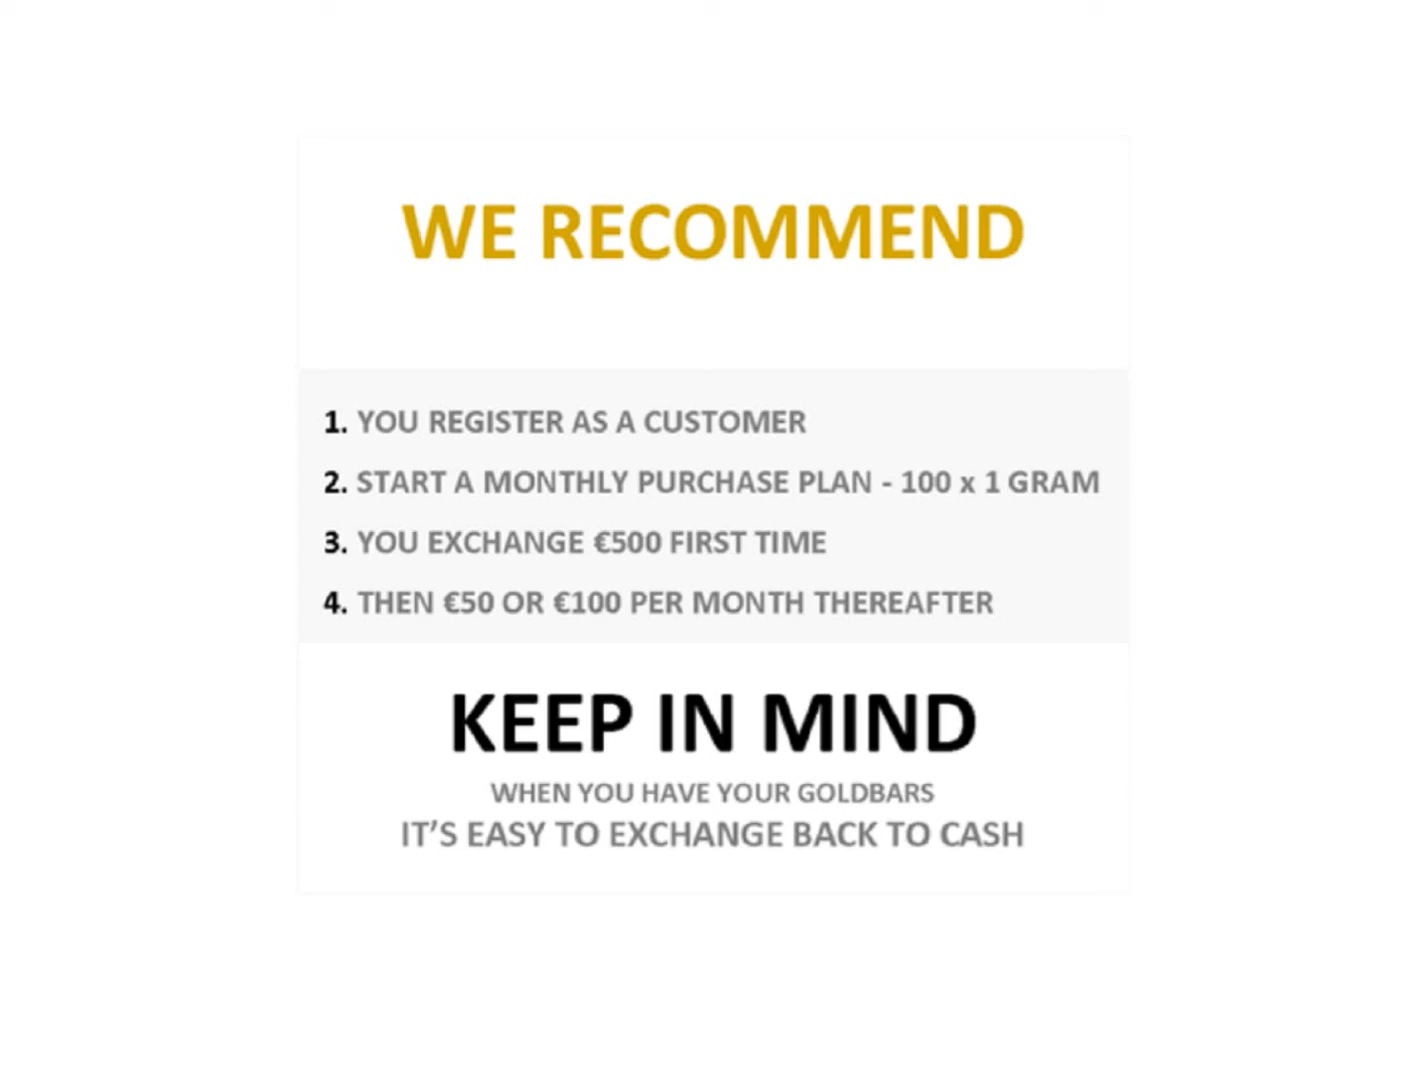 WE RECOMMEND
1. YOU REGISTER AS A CUSTOMER
2. START A MONTHLY PURCHASE PLAN - 100 x 1 GRAM
3. YOU EXCHANGE €500 FIRST TIME
4. THEN €50 OR €100 PER MONTH THEREAFTER
KEEP IN MIND
WHEN YOU HAVE YOUR GOLDBARS
IT’S EASY TO EXCHANGE BACK TO CASH